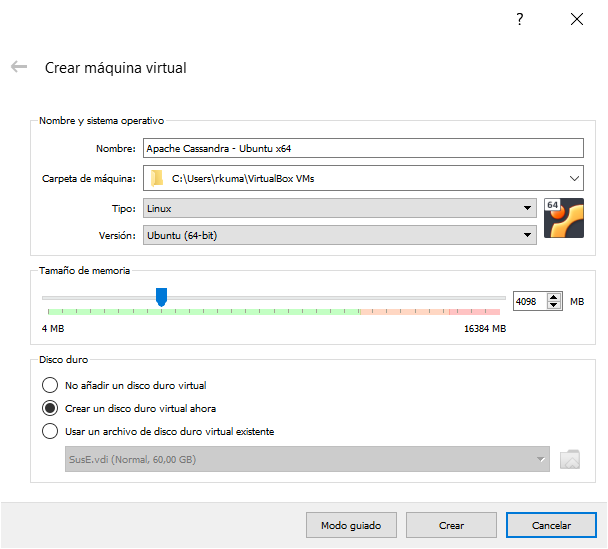 ?
Crear máquina virtual
Nombre y sistema operativo
Nombre: Apache Cassandra - Ubuntu x64
Carpeta de máquina: C:\Users\rkuma\VirtualBox VMs
Tipo: Linux
64
Versión: Ubuntu (64-bit)
Tamaño de memoria
4098 MB
4 MB 16384 MB
Disco duro
No añadir un disco duro virtual
Crear un disco duro virtual ahora
Usar un archivo de disco duro virtual existente
SusE.vdi (Normal, 60,00 GB)
Modo guiado Crear Cancelar